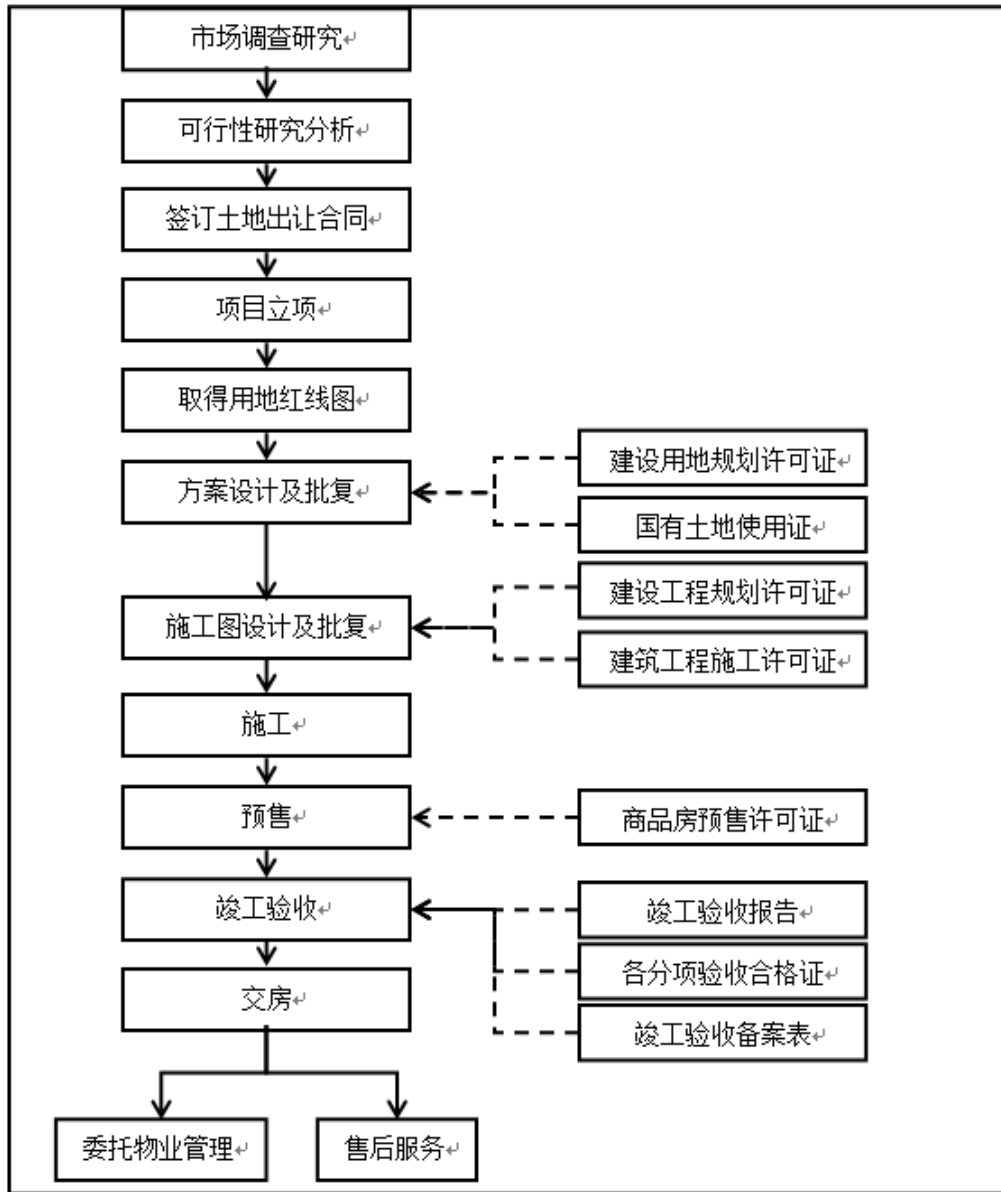 市场调查研究
可行性研究分析
签订土地出让合同
项目立项
取得用地红线图
建设用地规划许可证
方案设计及批复
国有土地使用证
建设工程规划许可证
施工图设计及批复
建筑工程施工许可证
施工
预售
商品房预售许可证
竣工验收
竣工验收报告
各分项验收合格证
交房
竣工验收备案表
委托物业管理
售后服务